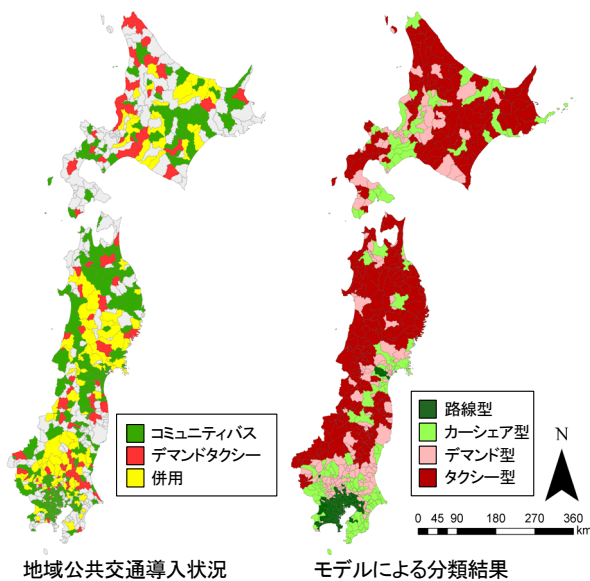 コミュニティバス
デマンドタクシー
併用
地域公共交通導入状況
路線型
カーシェア型
デマンド型
タクシー型
N
0 45 90 180 270 360
km
モデルによる分類結果